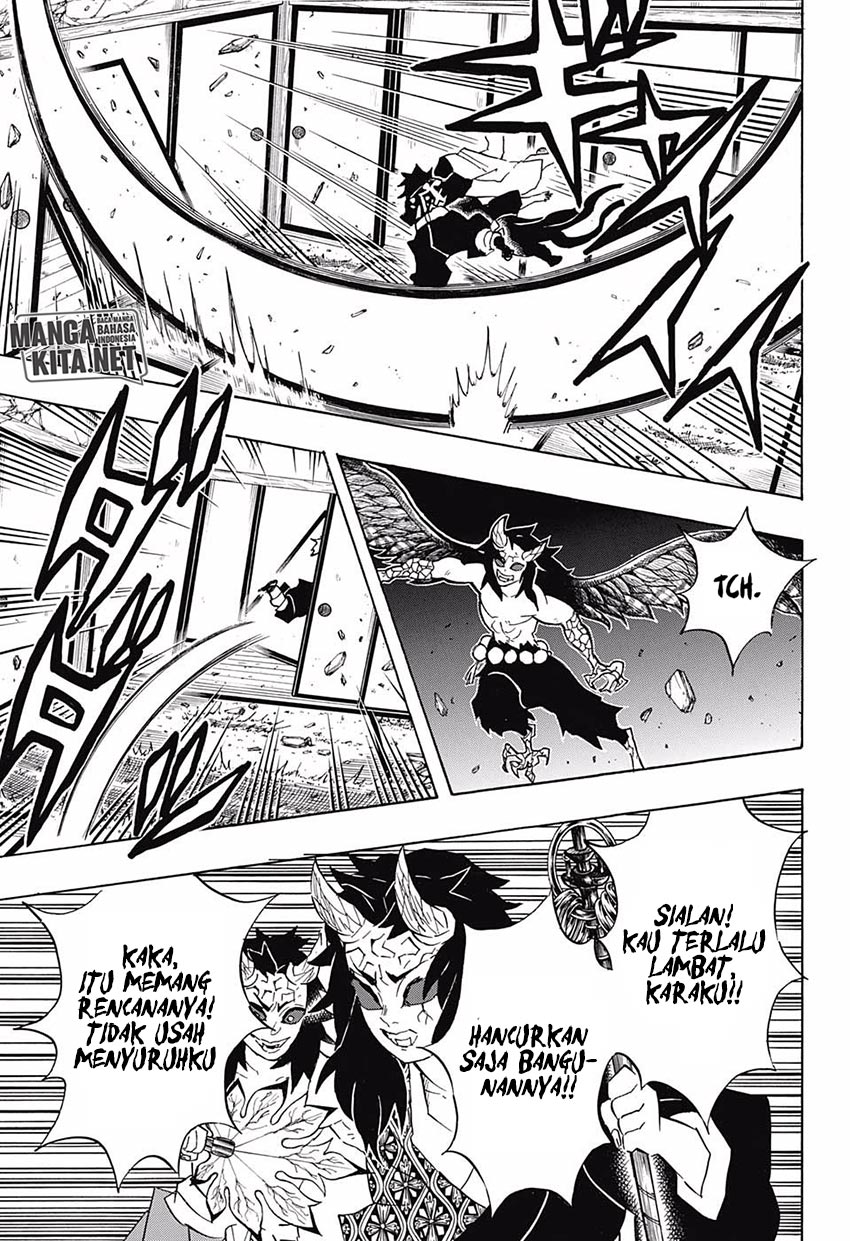 MANGA
KITA.NET
BACA MANGA
BAHASA
INDONESIA
TCH.
SIALAN!
KAU TERLALU
LAMBAT,
KARAKU!!
HANCURKAN
SAJA BANGU-
NANNYA!!
KAKA,
ITU MEMANG
RENCANANYA!
TIDAK USAH
MENYURUHKU